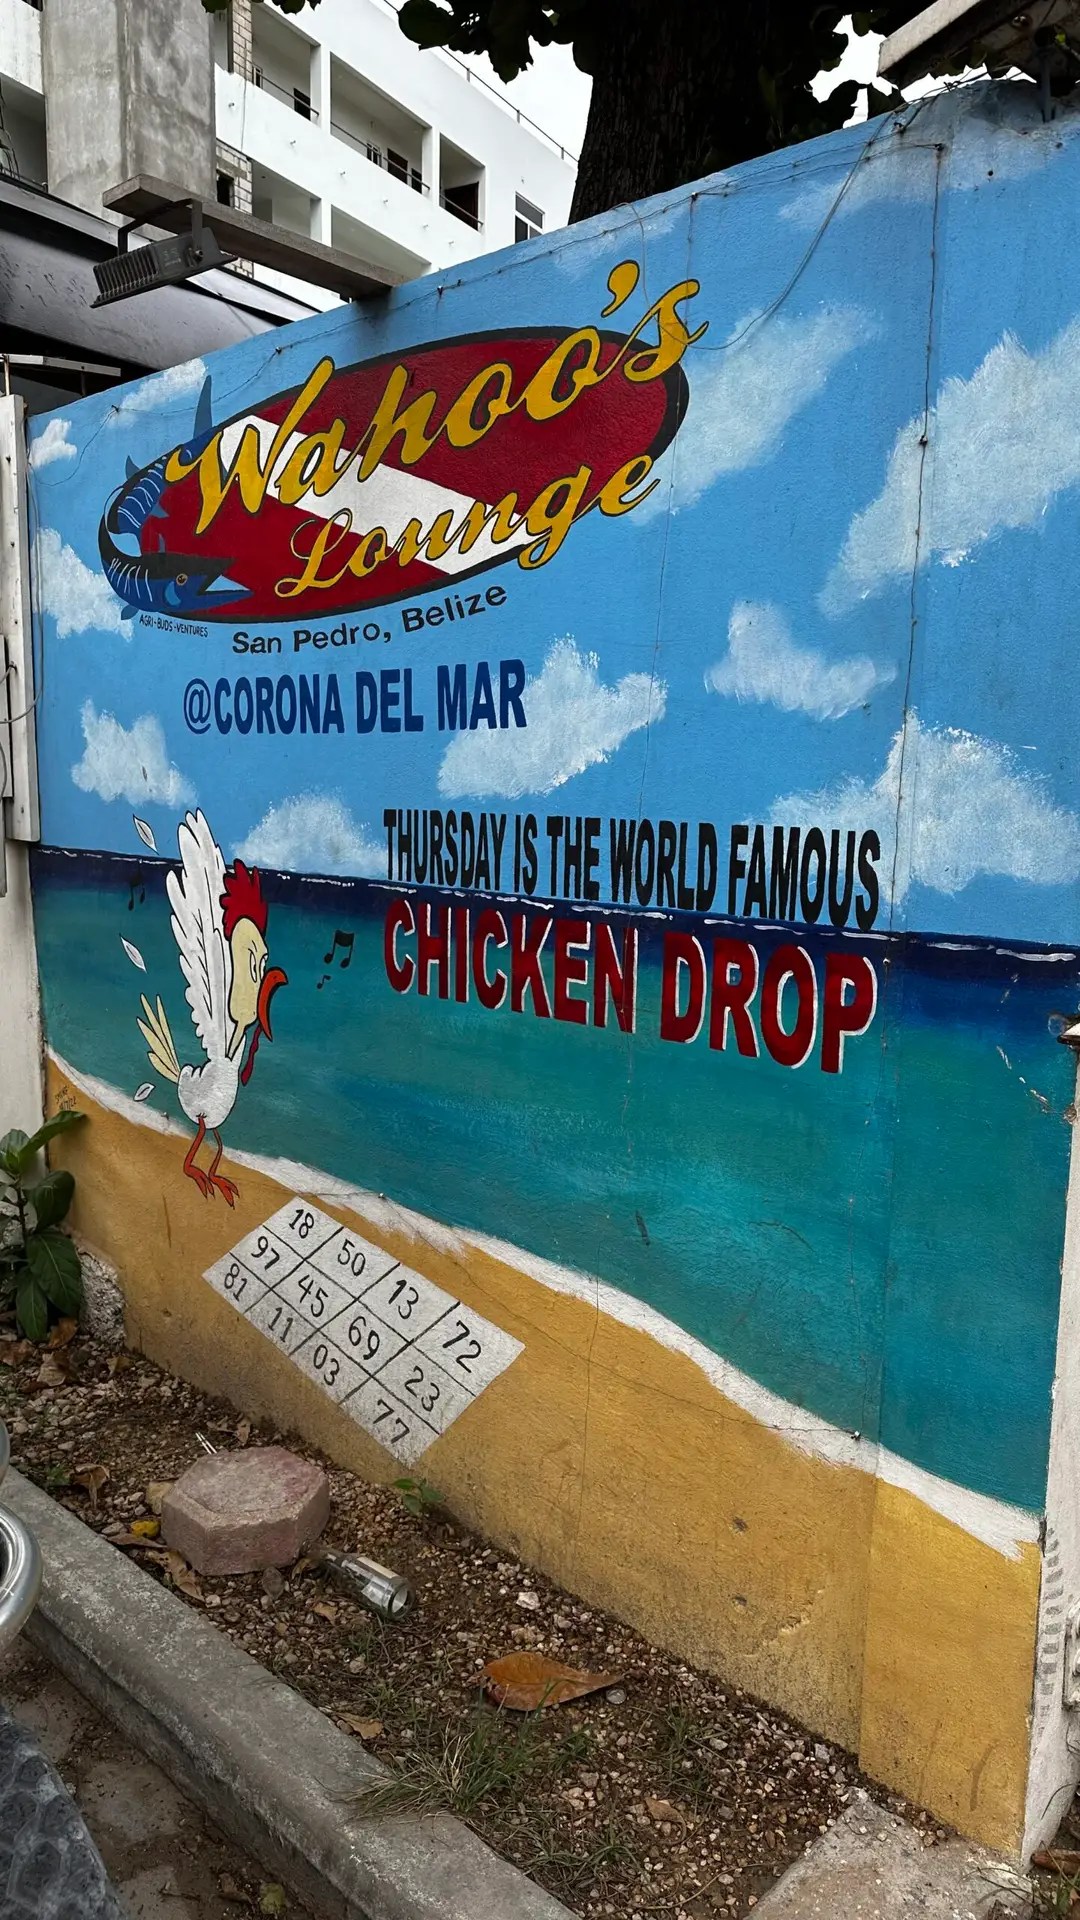 Wahoo's
Lounge
AGRI-BUDS-VENTURES
San Pedro, Belize
@CORONA DEL MAR
THURSDAY IS THE WORLD FAMOUS
CHICKEN DROP
18 50 13 72
97 45 69 23
81 11 03 77